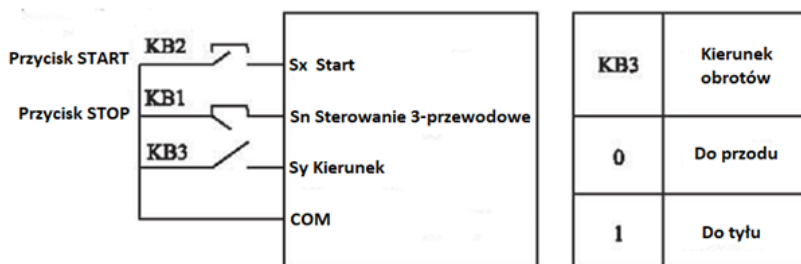 KB2
Przycisk START
Sx Start
KB1
Przycisk STOP
Sn Sterowanie 3-przewodowe
KB3
Sy Kierunek
COM
KB3
Kierunek
obrotów
0
Do przodu
1
Do tyłu